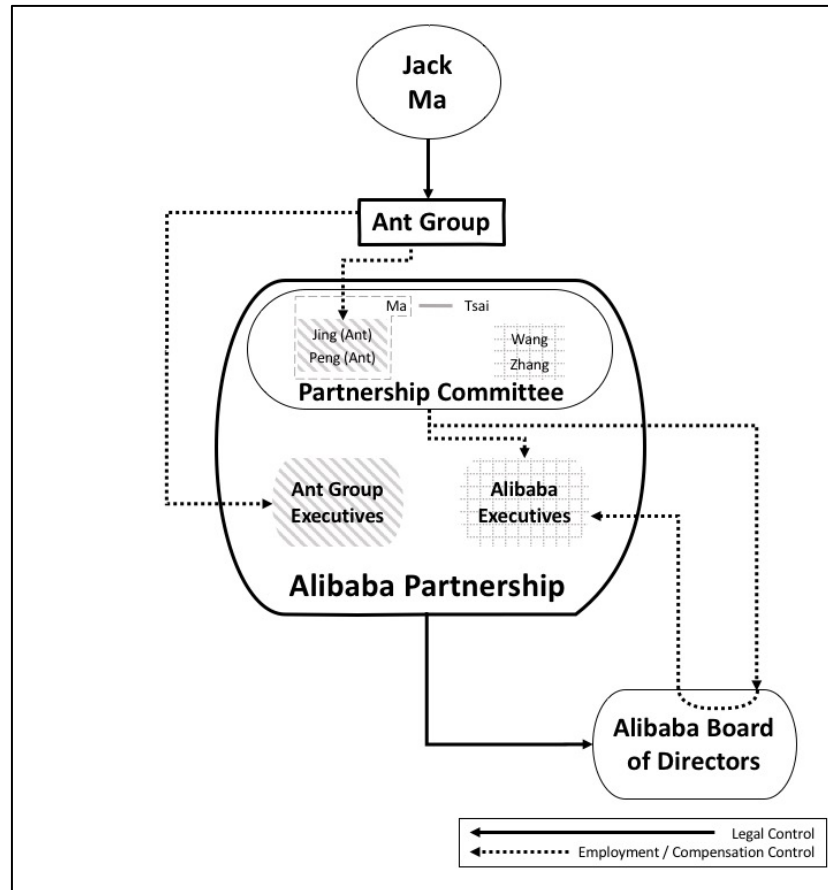 Jack
Ma
Ant Group
Ma Tsai
Jing (Ant)
Peng (Ant)
Wang
Zhang
Partnership Committee
Ant Group
Executives
Alibaba
Executives
Alibaba Partnership
Alibaba Board
of Directors
Legal Control
Employment / Compensation Control